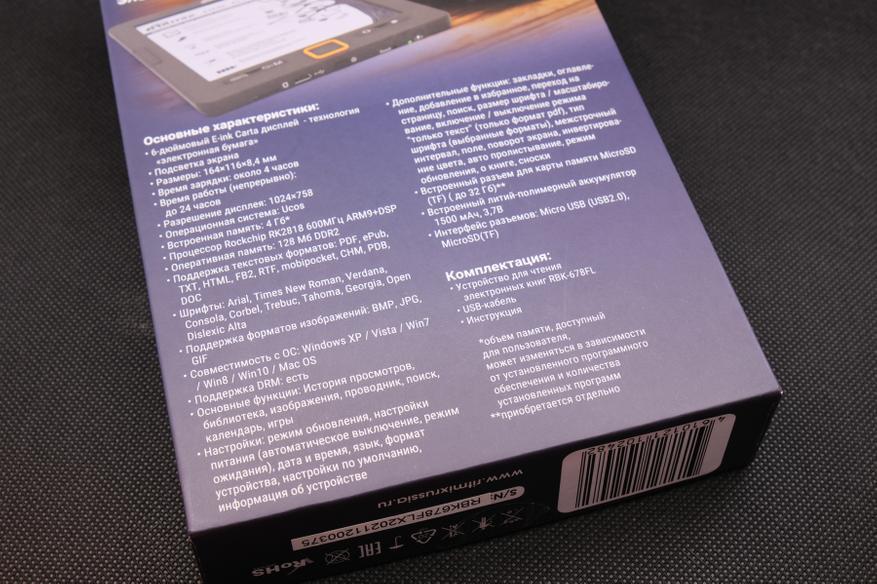 Основные характеристики:
• 6-дюймовый E-ink Carta дисплей - технология
«электронная бумага»
• Подсветка экрана
• Размеры: 164×116×8,4 мм
• Время зарядки: около 4 часов
• Время работы (непрерывно):
до 24 часов
• Разрешение дисплея: 1024×758
• Операционная система: Ucos
• Встроенная память: 4 Гб*
• Процессор Rockchip RK2818 600МГц ARM9+DSP
• Оперативная память: 128 Мб DDR2
• Поддержка текстовых форматов: PDF, ePub,
TXT, HTML, FB2, RTF, mobipocket, CHM, PDB,
DOC
• Шрифты: Arial, Times New Roman, Verdana,
Consola, Corbel, Trebuc, Tahoma, Georgia, Open
Dislexic Alta
• Поддержка форматов изображений: BMP, JPG,
GIF
• Совместимость с ОС: Windows XP / Vista / Win7
/ Win8 / Win10 / Mac OS
• Поддержка DRM: есть
• Основные функции: История просмотров,
библиотека, изображения, проводник, поиск,
календарь, игры
• Настройки: режим обновления, настройки
питания (автоматическое выключение, режим
ожидания), дата и время, язык, формат
устройства, настройки по умолчанию,
информация об устройстве
• Дополнительные функции: закладки, оглавле-
ние, добавление в избранное, переход на
страницу, поиск, размер шрифта / масштабиро-
вание, включение / выключение режима
"только текст" (только формат pdf), тип
шрифта (выбранные форматы), межстрочный
интервал, поле, поворот экрана, инвертирова-
ние цвета, авто пролистывание, режим
обновления, о книге, сноски
• Встроенный разъем для карты памяти MicroSD
(TF) ( до 32 Гб)**
• Встроенный литий-полимерный аккумулятор
1500 мАч, 3,7В
• Интерфейс разъемов: Micro USB (USB2.0),
MicroSD(TF)
Комплектация:
• Устройство для чтения
электронных книг RBK-678FL
• USB-кабель
• Инструкция
*объем памяти, доступный
для пользователя,
может изменяться в зависимости
от установленного программного
обеспечения и количества
установленных программ
**приобретается отдельно
www.ritmixrussia.ru
S/N: RBK678FLX20211200375
EAC
RoHS